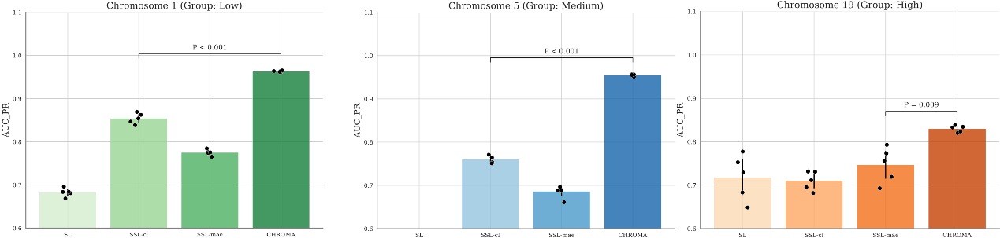 Chromosome 1 (Group: Low)
1.1
1.0
0.9
0.8
0.7
0.6
AUC_PR
P < 0.001
SL
SSL-cl
SSL-mae
CHROMA
Chromosome 5 (Group: Medium)
1.1
1.0
0.9
0.8
0.7
0.6
AUC_PR
P < 0.001
SL
SSL-cl
SSL-mae
CHROMA
Chromosome 19 (Group: High)
1.1
1.0
0.9
0.8
0.7
0.6
AUC_PR
P = 0.009
SL
SSL-cl
SSL-mae
CHROMA